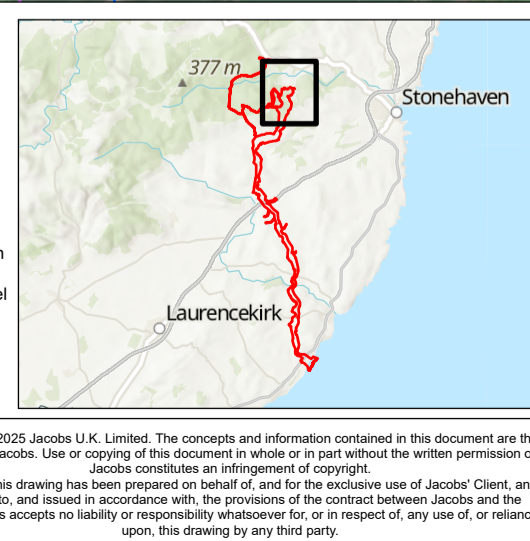 377 m
Stonehaven
Laurencekirk
2025 Jacobs U.K. Limited. The concepts and information contained in this document are th
acobs. Use or copying of this document in whole or in part without the written permission o
Jacobs constitutes an infringement of copyright.
his drawing has been prepared on behalf of, and for the exclusive use of Jacobs' Client, an
to, and issued in accordance with, the provisions of the contract between Jacobs and the
s accepts no liability or responsibility whatsoever for, or in respect of, any use of, or relianc
upon, this drawing by any third party.